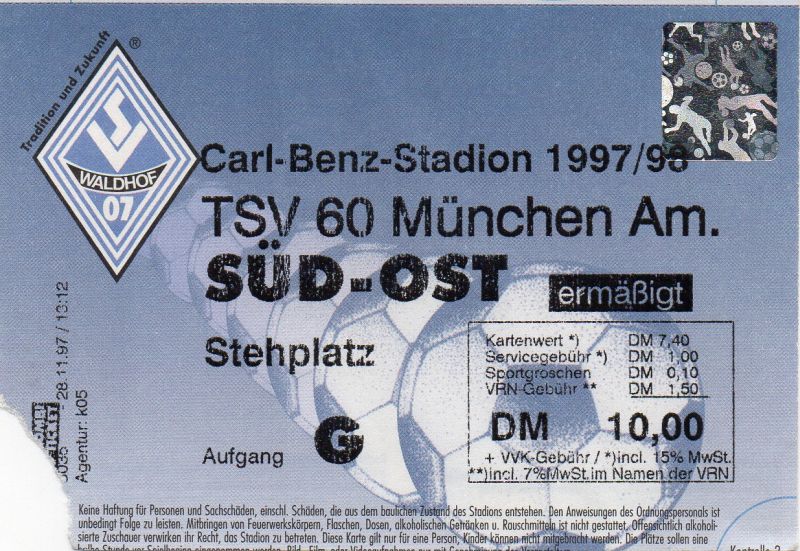 Tradition und Zukunft ®
SV
WALDHOF
07
Carl-Benz-Stadion 1997/98
TSV 60 München Am.
SÜD-OST
ermäßigt
Stehplatz
Kartenwert *) DM 7,40
Servicegebühr *) DM 1,00
Sportgroschen DM 0,10
VRN-Gebühr ** DM 1,50
DM 10,00
+ VVK-Gebühr / *)incl. 15% MwSt.
**)incl. 7%MwSt.im Namen der VRN
Aufgang G
28.11.97 / 13:12
Agentur: k05
Keine Haftung für Personen und Sachschäden, einschl. Schäden, die aus dem baulichen Zustand des Stadions entstehen. Den Anweisungen des Ordnungspersonals ist
unbedingt Folge zu leisten. Mitbringen von Feuerwerkskörpern, Flaschen, Dosen, alkoholischen Getränken u. Rauschmitteln ist nicht gestattet. Offensichtlich alkoholi-
sierte Zuschauer verwirken ihr Recht, das Stadion zu betreten. Diese Karte gilt nur für eine Person, Kinder können nicht mitgebracht werden. Die Plätze sollen eine